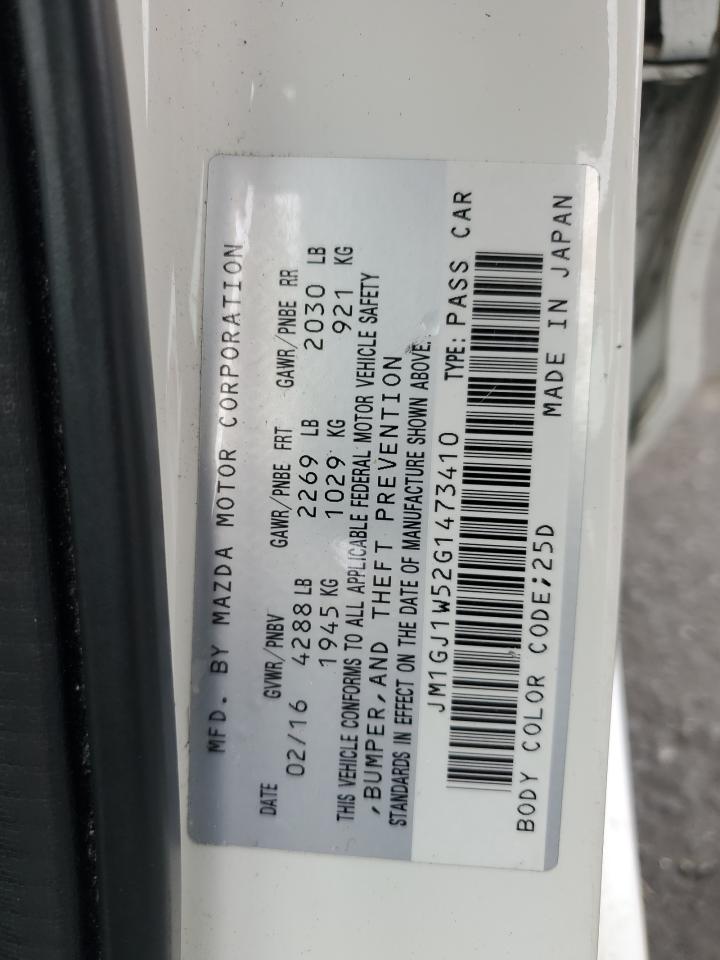 MFD. BY MAZDA MOTOR CORPORATION
DATE GVWR/PNBV GAWR/PNBE FRT GAWR/PNBE RR
02/16 4288 LB 2269 LB 2030 LB
1945 KG 1029 KG 921 KG
THIS VEHICLE CONFORMS TO ALL APPLICABLE FEDERAL MOTOR VEHICLE SAFETY
,BUMPER,AND THEFT PREVENTION
STANDARDS IN EFFECT ON THE DATE OF MANUFACTURE SHOWN ABOVE.
JM1GJ1W52G1473410 TYPE: PASS CAR
BODY COLOR CODE;25D MADE IN JAPAN